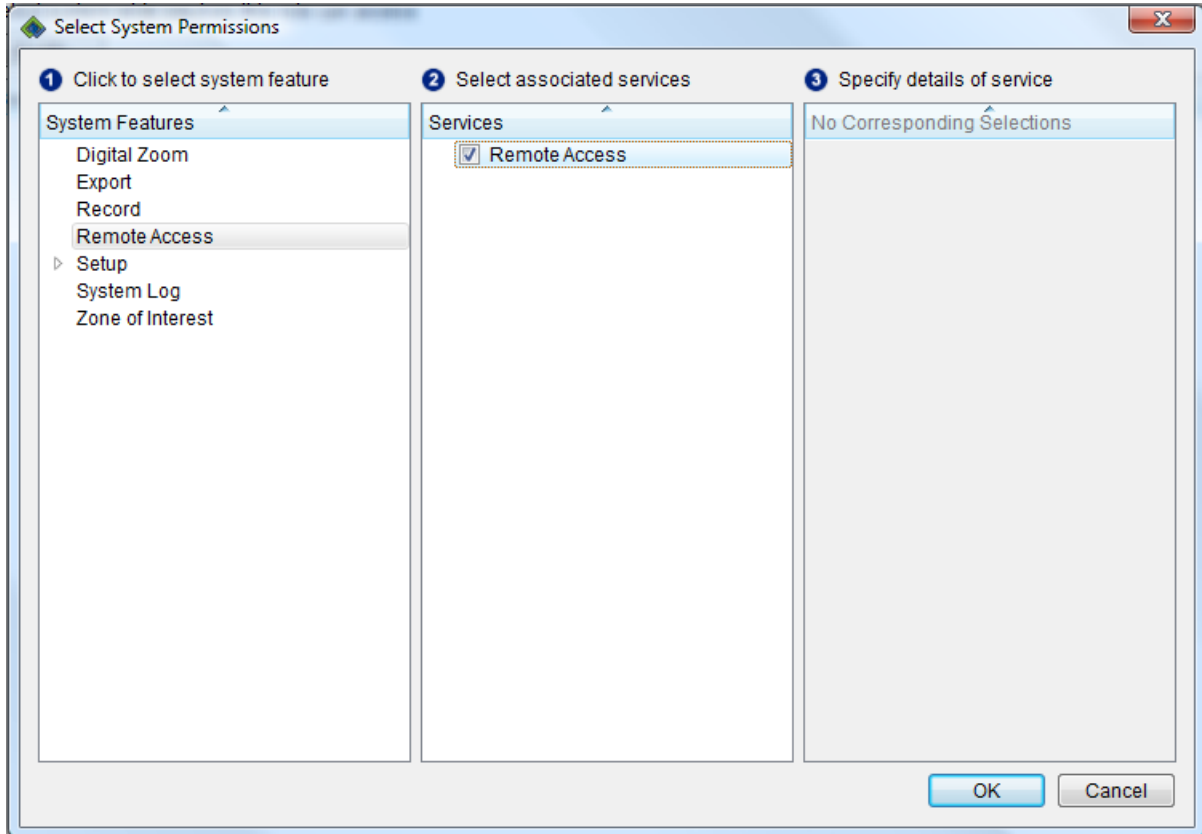 Select System Permissions
1 Click to select system feature
2 Select associated services
3 Specify details of service
System Features
Digital Zoom
Export
Record
Remote Access
Setup
System Log
Zone of Interest
Services
Remote Access
No Corresponding Selections
OK
Cancel